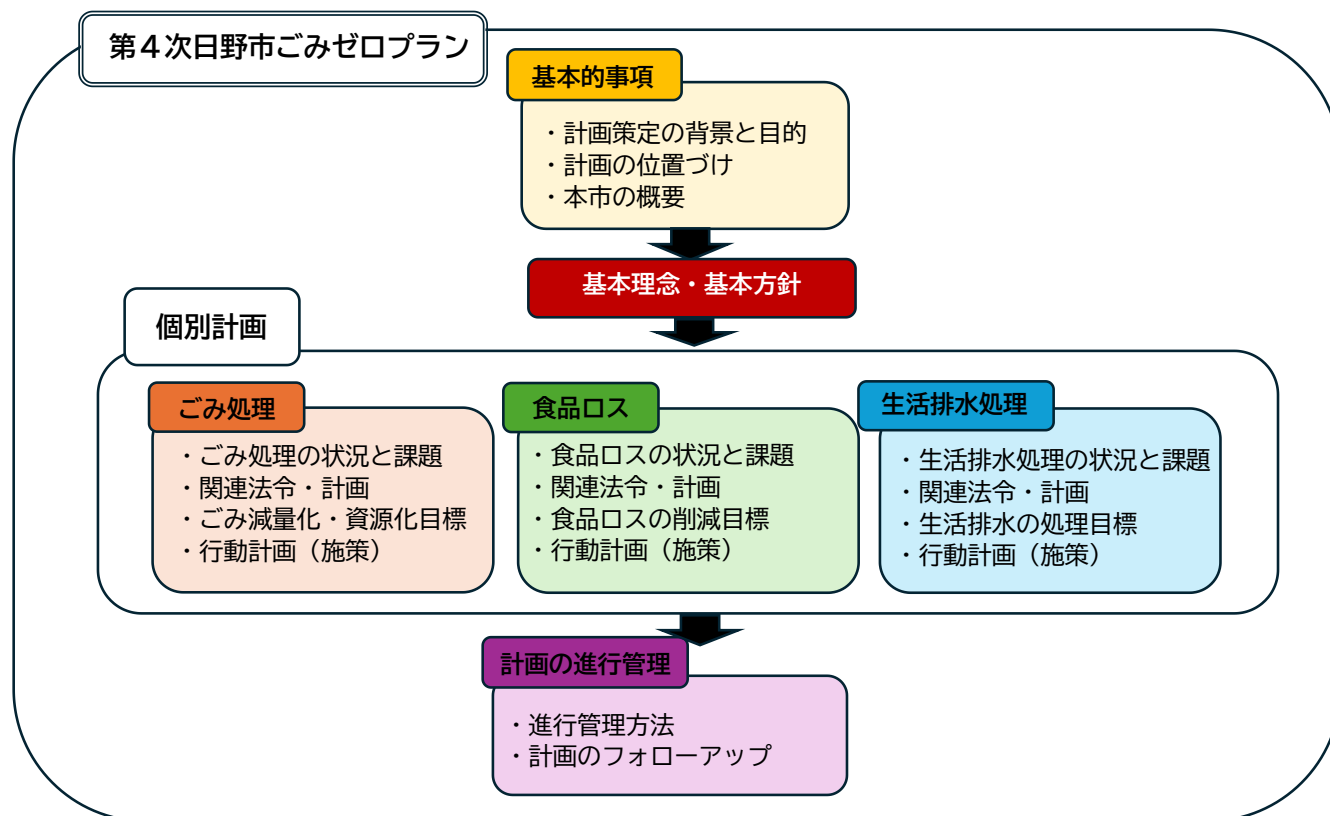 第４次日野市ごみゼロプラン
基本的事項
・計画策定の背景と目的
・計画の位置づけ
・本市の概要
基本理念・基本方針
個別計画
ごみ処理
・ごみ処理の状況と課題
・関連法令・計画
・ごみ減量化・資源化目標
・行動計画（施策）
食品ロス
・食品ロスの状況と課題
・関連法令・計画
・食品ロスの削減目標
・行動計画（施策）
生活排水処理
・生活排水処理の状況と課題
・関連法令・計画
・生活排水の処理目標
・行動計画（施策）
計画の進行管理
・進行管理方法
・計画のフォローアップ